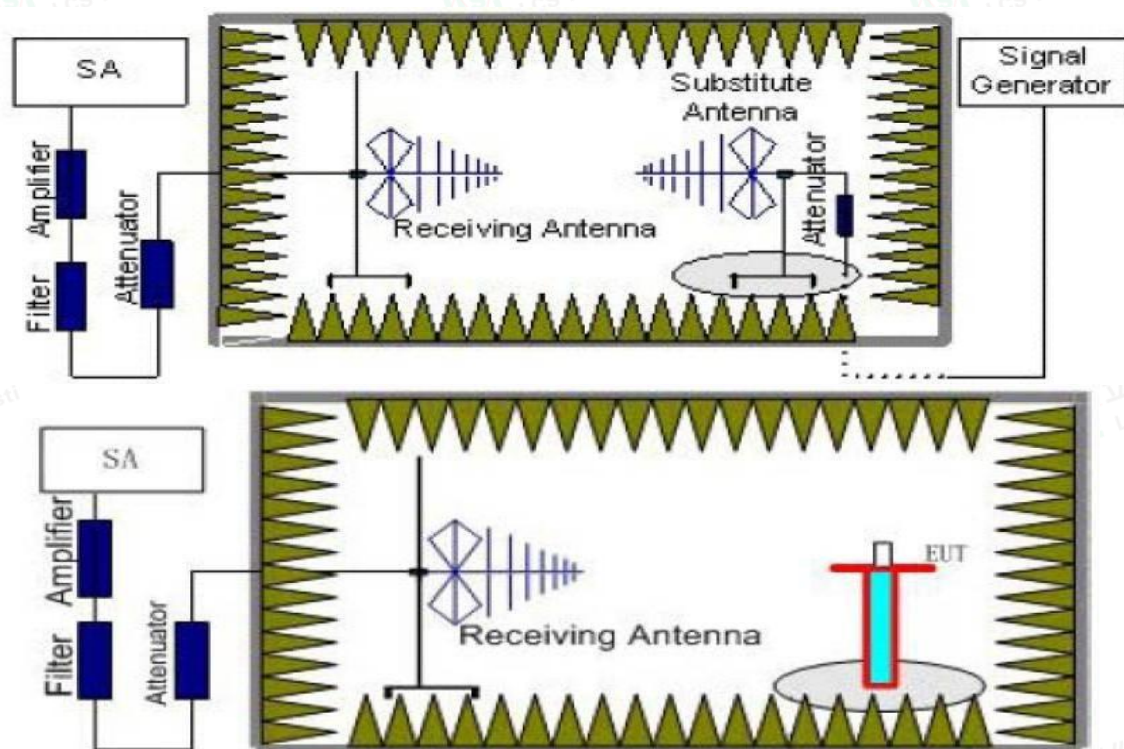 SA
Amplifier
Filter
Attenuator
Receiving Antenna
Substitute
Antenna
Attenuator
Signal
Generator
SA
Amplifier
Filter
Attenuator
Receiving Antenna
EUT